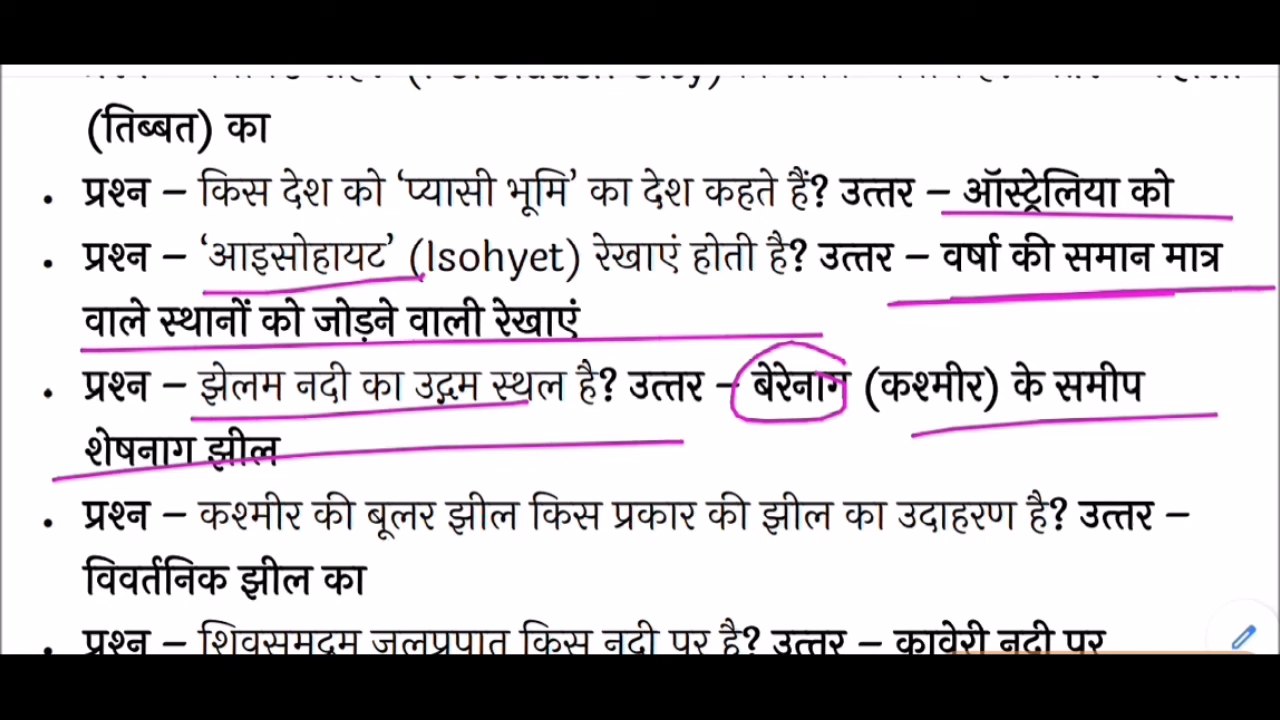 (तिब्बत) का
• प्रश्न – किस देश को ‘प्यासी भूमि’ का देश कहते हैं? उत्तर – ऑस्ट्रेलिया को
• प्रश्न – ‘आइसोहायट’ (Isohyet) रेखाएं होती है? उत्तर – वर्षा की समान मात्र
वाले स्थानों को जोड़ने वाली रेखाएं
• प्रश्न – झेलम नदी का उद्गम स्थल है? उत्तर – बेरेनाग (कश्मीर) के समीप
शेषनाग झील
• प्रश्न – कश्मीर की बूलर झील किस प्रकार की झील का उदाहरण है? उत्तर –
विवर्तनिक झील का
• प्रश्न – शिवसमुद्रम जलप्रपात किस नदी पर है? उत्तर – कावेरी नदी पर